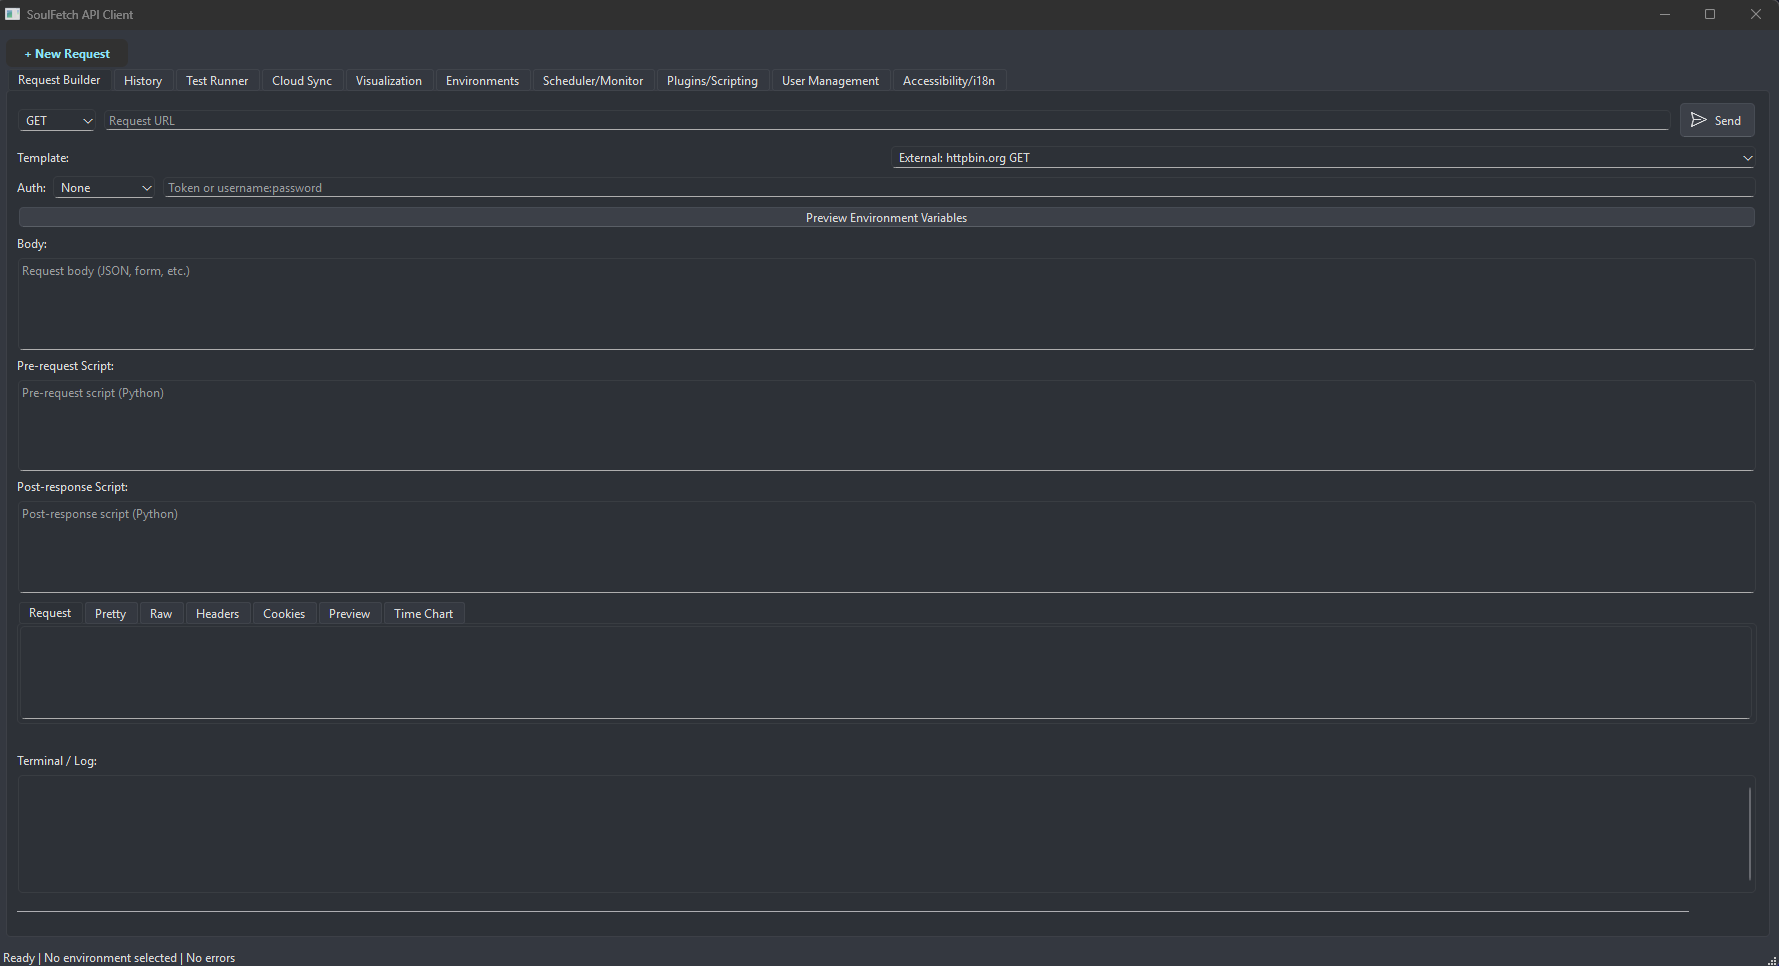 SoulFetch API Client
+ New Request
Request Builder History Test Runner Cloud Sync Visualization Environments Scheduler/Monitor Plugins/Scripting User Management Accessibility/i18n
GET Request URL Send
Template: External: httpbin.org GET
Auth: None Token or username:password
Preview Environment Variables
Body:
Request body (JSON, form, etc.)
Pre-request Script:
Pre-request script (Python)
Post-response Script:
Post-response script (Python)
Request Pretty Raw Headers Cookies Preview Time Chart
Terminal / Log:
Ready | No environment selected | No errors